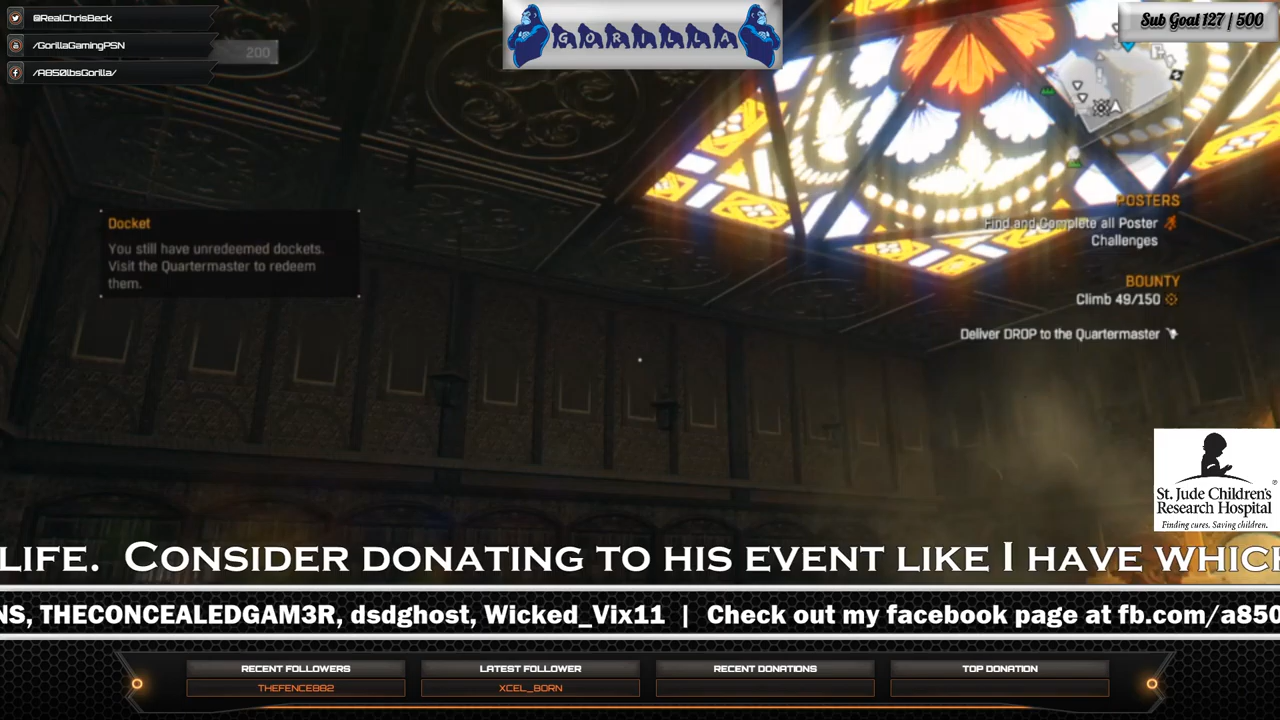 @RealChrisBeck
/GorillaGamingPSN
/A850lbsGorilla/
200
GORILLA
Sub Goal 127 / 500
Docket
You still have unredeemed dockets.
Visit the Quartermaster to redeem
them.
POSTERS
Find and Complete all Poster
Challenges
BOUNTY
Climb 49/150
Deliver DROP to the Quartermaster
St. Jude Children's
Research Hospital
Finding cures. Saving children.
LIFE. CONSIDER DONATING TO HIS EVENT LIKE I HAVE WHICH
NS, THECONCEALEDGAM3R, dsdghost, Wicked_Vix11 | Check out my facebook page at fb.com/a850
RECENT FOLLOWERS
THEFENCE882
LATEST FOLLOWER
XCEL_BORN
RECENT DONATIONS
TOP DONATION